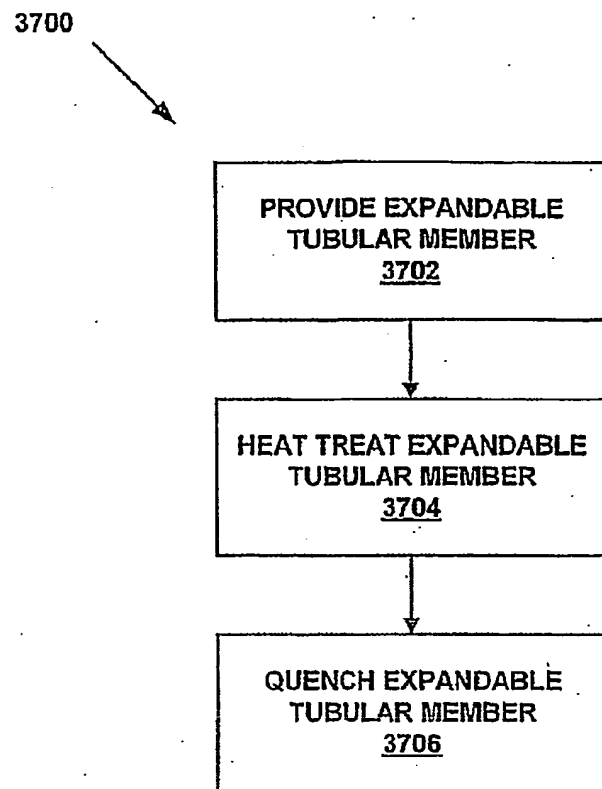 3700
PROVIDE EXPANDABLE
TUBULAR MEMBER
3702
HEAT TREAT EXPANDABLE
TUBULAR MEMBER
3704
QUENCH EXPANDABLE
TUBULAR MEMBER
3706